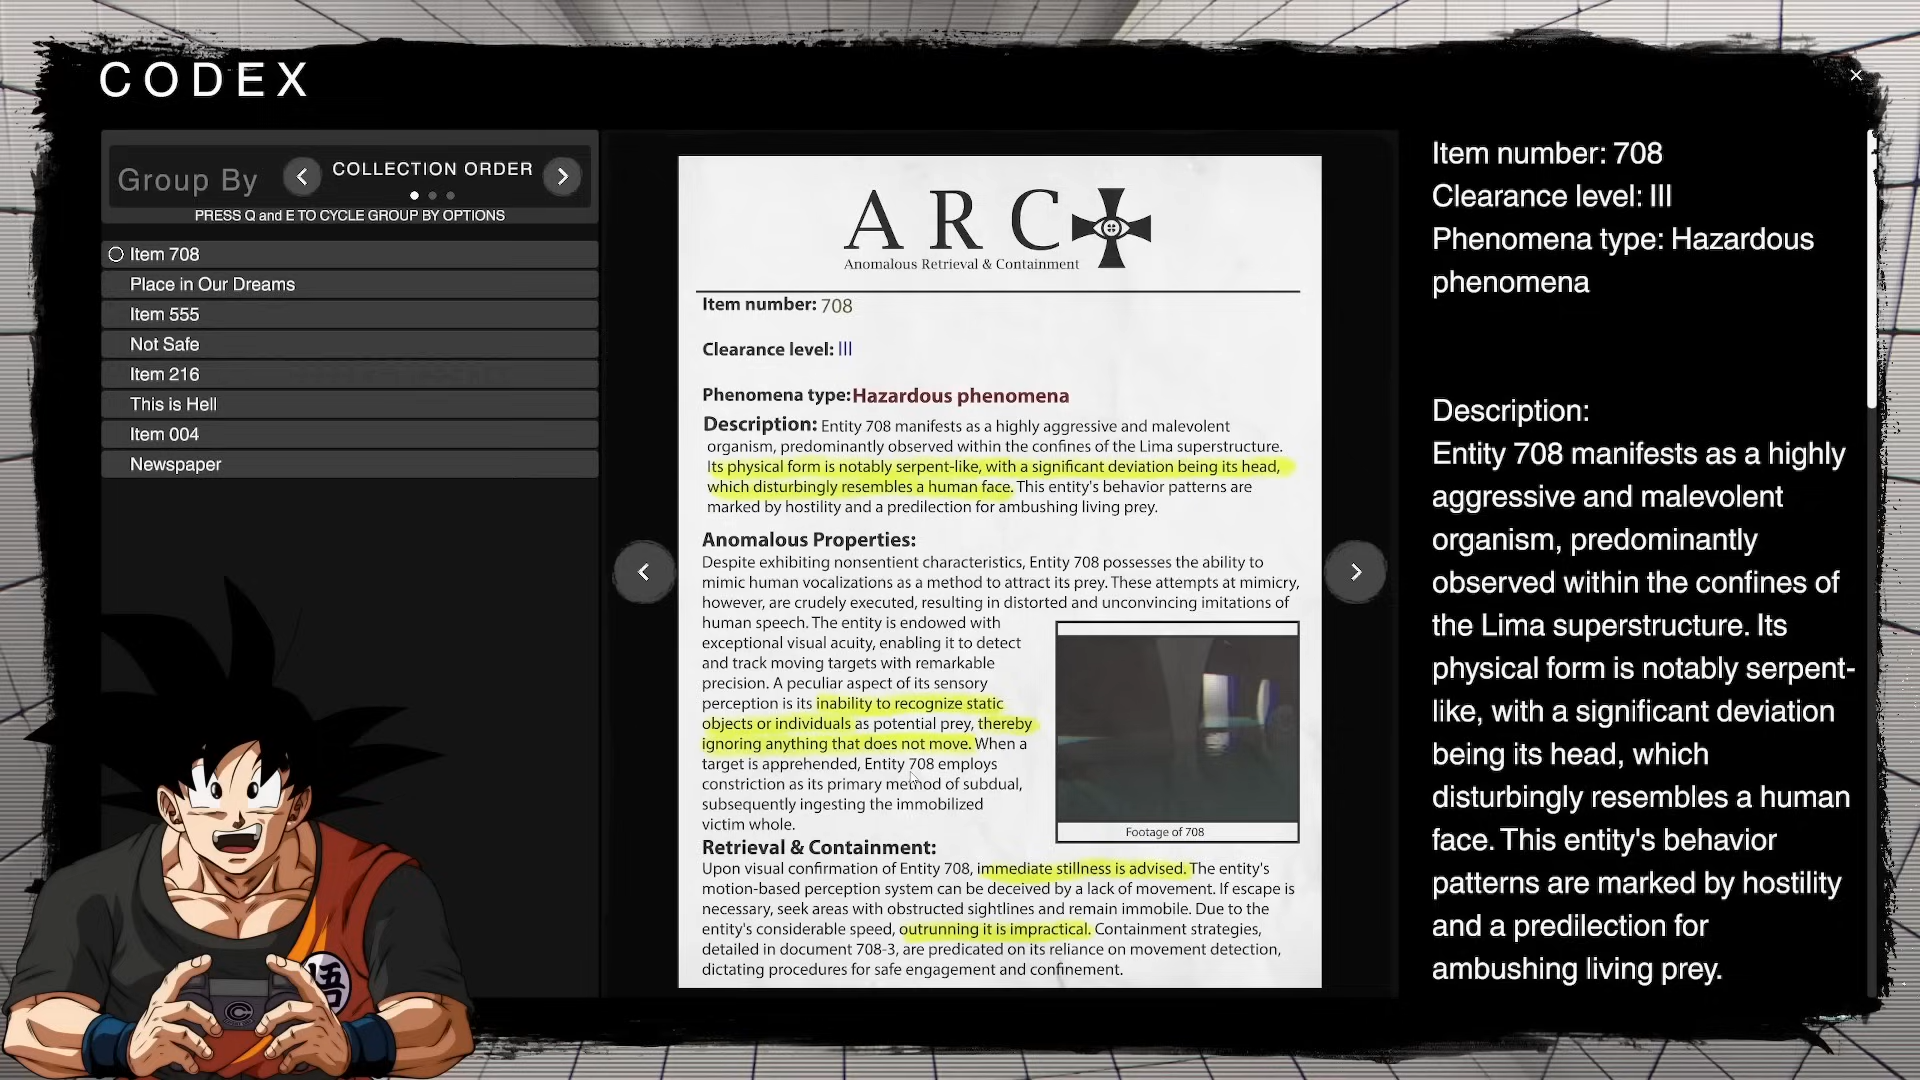 CODEX
×
Group By
COLLECTION ORDER
PRESS Q and E TO CYCLE GROUP BY OPTIONS
Item 708
Place in Our Dreams
Item 555
Not Safe
Item 216
This is Hell
Item 004
Newspaper
ARC
Anomalous Retrieval & Containment
Item number: 708
Clearance level: III
Phenomena type: Hazardous phenomena
Description: Entity 708 manifests as a highly aggressive and malevolent
organism, predominantly observed within the confines of the Lima superstructure.
Its physical form is notably serpent-like, with a significant deviation being its head,
which disturbingly resembles a human face. This entity's behavior patterns are
marked by hostility and a predilection for ambushing living prey.
Anomalous Properties:
Despite exhibiting nonsentient characteristics, Entity 708 possesses the ability to
mimic human vocalizations as a method to attract its prey. These attempts at mimicry,
however, are crudely executed, resulting in distorted and unconvincing imitations of
human speech. The entity is endowed with
exceptional visual acuity, enabling it to detect
and track moving targets with remarkable
precision. A peculiar aspect of its sensory
perception is its inability to recognize static
objects or individuals as potential prey, thereby
ignoring anything that does not move. When a
target is apprehended, Entity 708 employs
constriction as its primary method of subdual,
subsequently ingesting the immobilized
victim whole.
Footage of 708
Retrieval & Containment:
Upon visual confirmation of Entity 708, immediate stillness is advised. The entity's
motion-based perception system can be deceived by a lack of movement. If escape is
necessary, seek areas with obstructed sightlines and remain immobile. Due to the
entity's considerable speed, outrunning it is impractical. Containment strategies,
detailed in document 708-3, are predicated on its reliance on movement detection,
dictating procedures for safe engagement and confinement.
Item number: 708
Clearance level: III
Phenomena type: Hazardous
phenomena
Description:
Entity 708 manifests as a highly
aggressive and malevolent
organism, predominantly
observed within the confines of
the Lima superstructure. Its
physical form is notably serpent-
like, with a significant deviation
being its head, which
disturbingly resembles a human
face. This entity's behavior
patterns are marked by hostility
and a predilection for
ambushing living prey.
悟